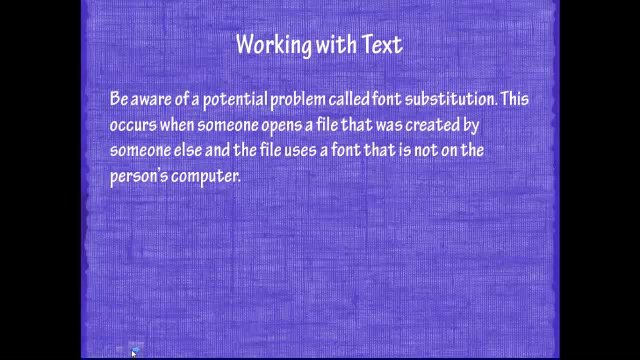 Working with Text
Be aware of a potential problem called font substitution. This
occurs when someone opens a file that was created by
someone else and the file uses a font that is not on the
person's computer.